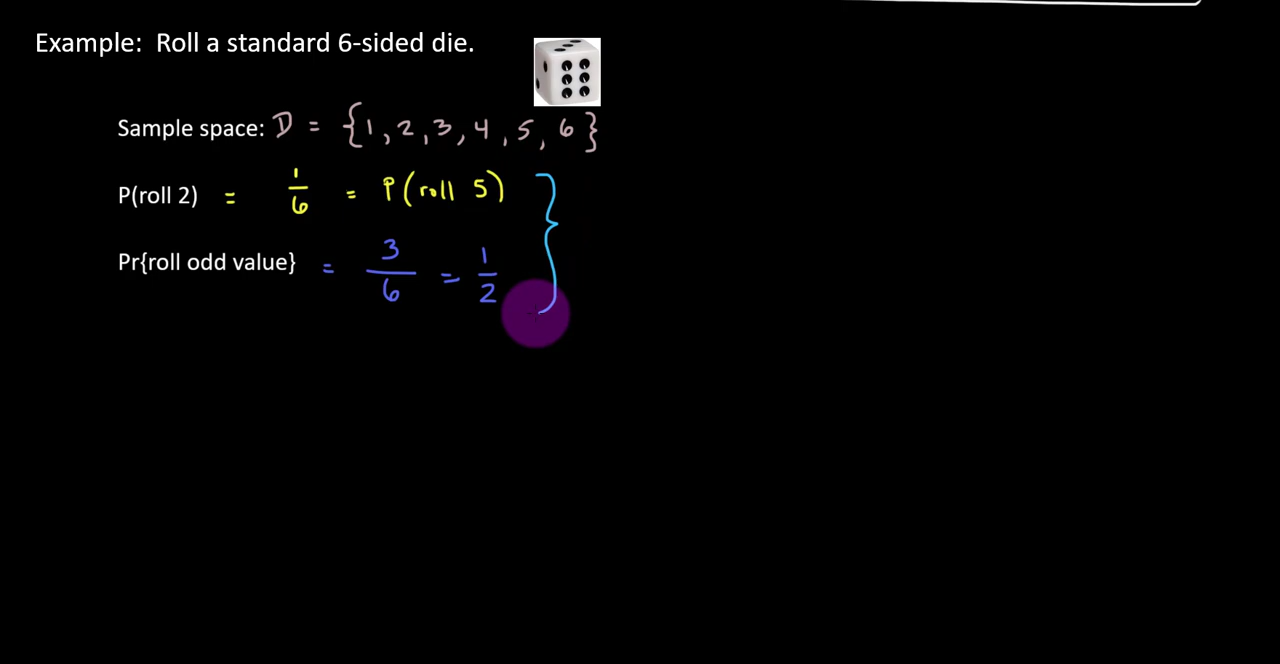 Example: Roll a standard 6-sided die.
Sample space: D = {1, 2, 3, 4, 5, 6}
P(roll 2) = 1/6 = P(roll 5)
Pr{roll odd value} = 3/6 = 1/2